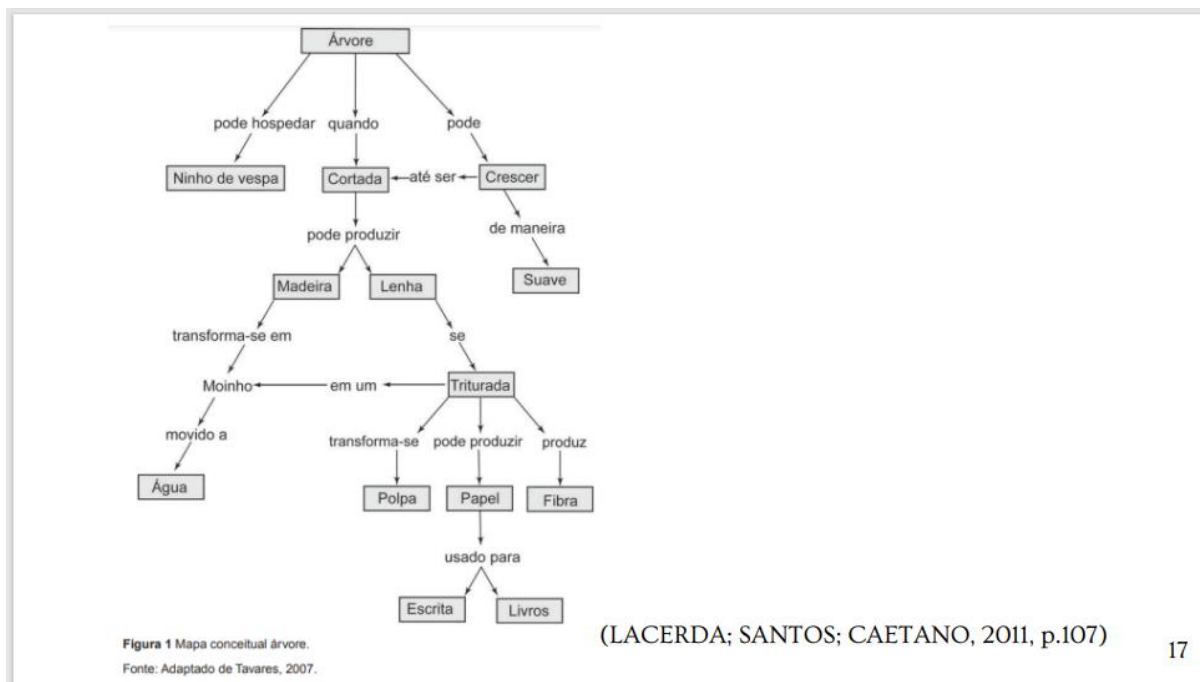 Árvore
pode hospedar quando pode
Ninho de vespa Cortada até ser Crescer
pode produzir de maneira
Madeira Lenha Suave
transforma-se em se
Moinho em um Triturada
movido a transforma-se pode produzir produz
Água Polpa Papel Fibra
usado para
Escrita Livros
Figura 1 Mapa conceitual árvore.
Fonte: Adaptado de Tavares, 2007.
(LACERDA; SANTOS; CAETANO, 2011, p.107)
17